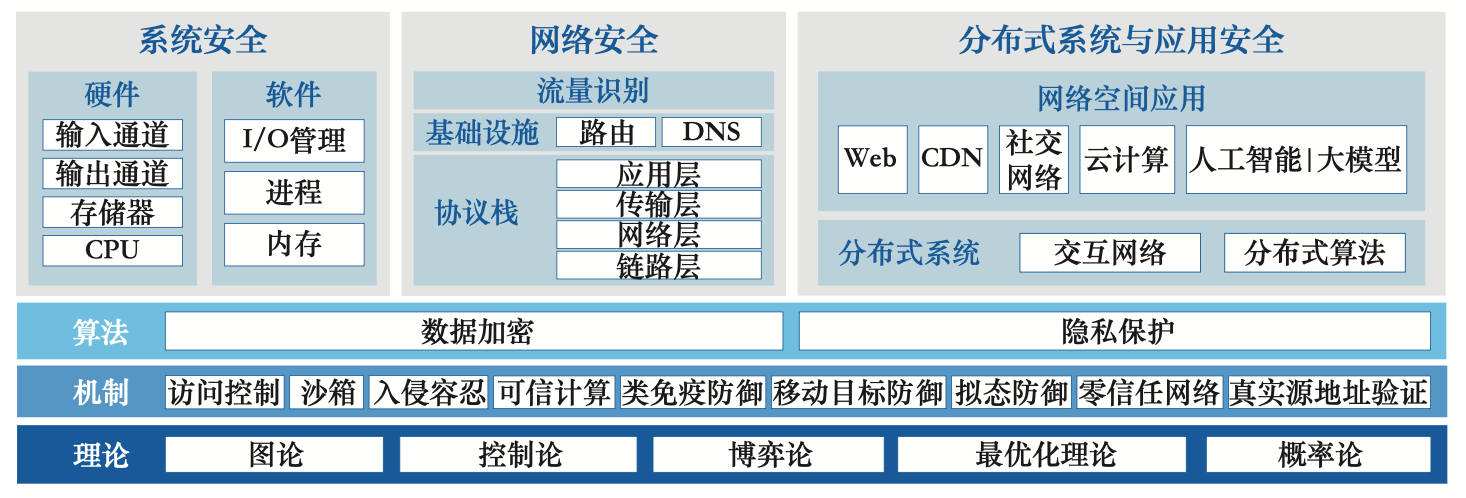 系统安全
硬件
输入通道
输出通道
存储器
CPU
软件
I/O管理
进程
内存
网络安全
流量识别
基础设施
路由
DNS
协议栈
应用层
传输层
网络层
链路层
分布式系统与应用安全
网络空间应用
Web
CDN
社交
网络
云计算
人工智能|大模型
分布式系统
交互网络
分布式算法
算法
数据加密
隐私保护
机制
访问控制
沙箱
入侵容忍
可信计算
类免疫防御
移动目标防御
拟态防御
零信任网络
真实源地址验证
理论
图论
控制论
博弈论
最优化理论
概率论